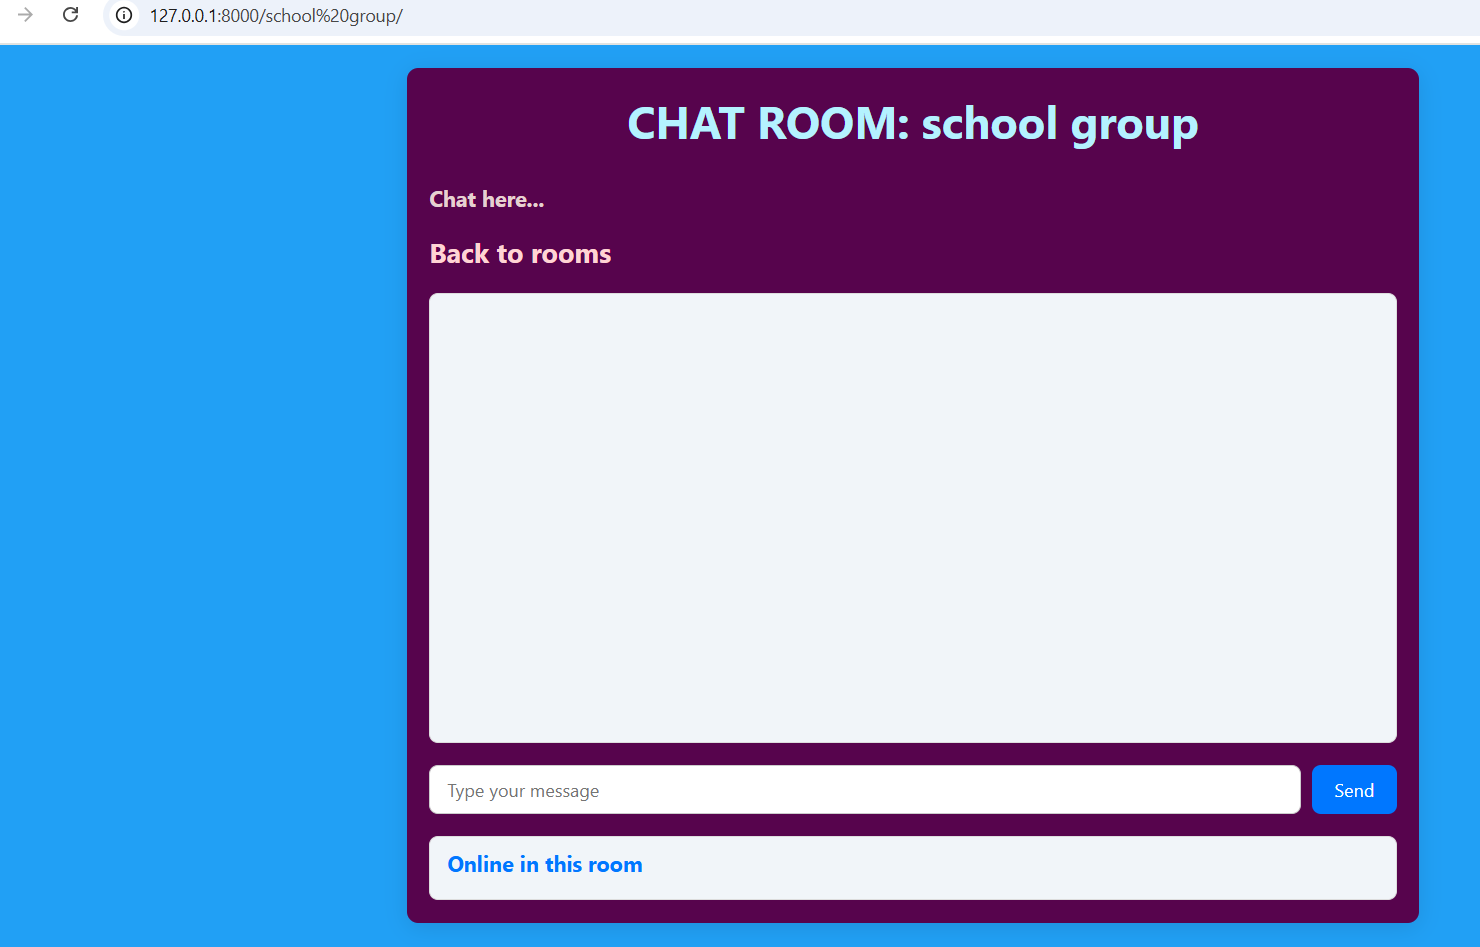 127.0.0.1:8000/school%20group/
CHAT ROOM: school group
Chat here...
Back to rooms
Type your message
Send
Online in this room